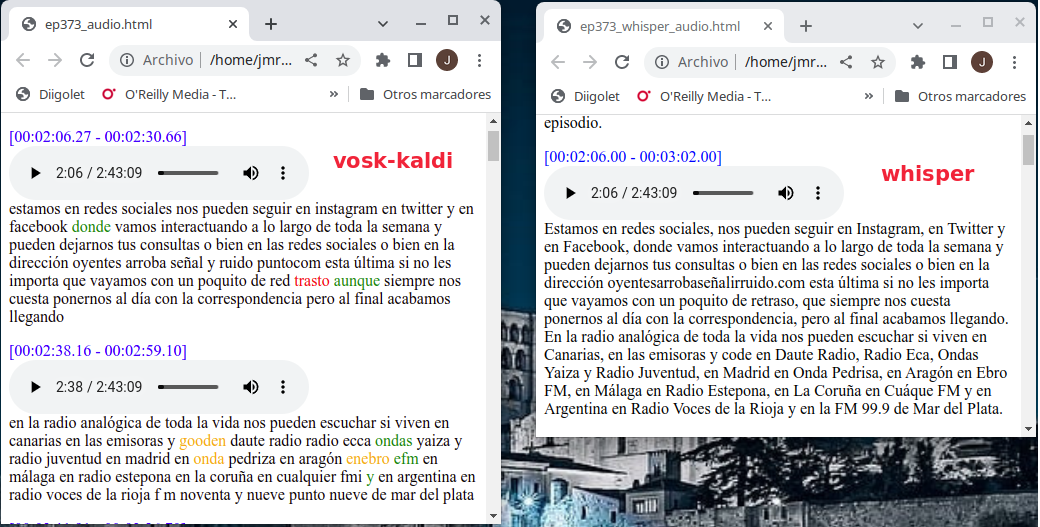 ep373_audio.html
Archivo
/home/jmr...
J
Diigolet
O'Reilly Media - T...
»
Otros marcadores
[00:02:06.27 - 00:02:30.66]
2:06 / 2:43:09
vosk-kaldi
estamos en redes sociales nos pueden seguir en instagram en twitter y en
facebook donde vamos interactuando a lo largo de toda la semana y
pueden dejarnos tus consultas o bien en las redes sociales o bien en la
dirección oyentes arroba señal y ruido puntocom esta última si no les
importa que vayamos con un poquito de red trasto aunque siempre nos
cuesta ponernos al día con la correspondencia pero al final acabamos
llegando
[00:02:38.16 - 00:02:59.10]
2:38 / 2:43:09
en la radio analógica de toda la vida nos pueden escuchar si viven en
canarias en las emisoras y gooden daute radio radio ecca ondas yaiza y
radio juventud en madrid en onda pedriza en aragón enebro efm en
málaga en radio estepona en la coruña en cualquier fmi y en argentina en
radio voces de la rioja f m noventa y nueve punto nueve de mar del plata
ep373_whisper_audio.html
Archivo
/home/jmr...
J
Diigolet
O'Reilly Media - T...
»
Otros marcadores
episodio.
[00:02:06.00 - 00:03:02.00]
2:06 / 2:43:09
whisper
Estamos en redes sociales, nos pueden seguir en Instagram, en Twitter y
en Facebook, donde vamos interactuando a lo largo de toda la semana y
pueden dejarnos tus consultas o bien en las redes sociales o bien en la
dirección oyentesarrobaseñalirruido.com esta última si no les importa
que vayamos con un poquito de retraso, que siempre nos cuesta
ponernos al día con la correspondencia, pero al final acabamos llegando.
En la radio analógica de toda la vida nos pueden escuchar si viven en
Canarias, en las emisoras y code en Daute Radio, Radio Eca, Ondas
Yaiza y Radio Juventud, en Madrid en Onda Pedrisa, en Aragón en Ebro
FM, en Málaga en Radio Estepona, en La Coruña en Cuáque FM y en
Argentina en Radio Voces de la Rioja y en la FM 99.9 de Mar del Plata.